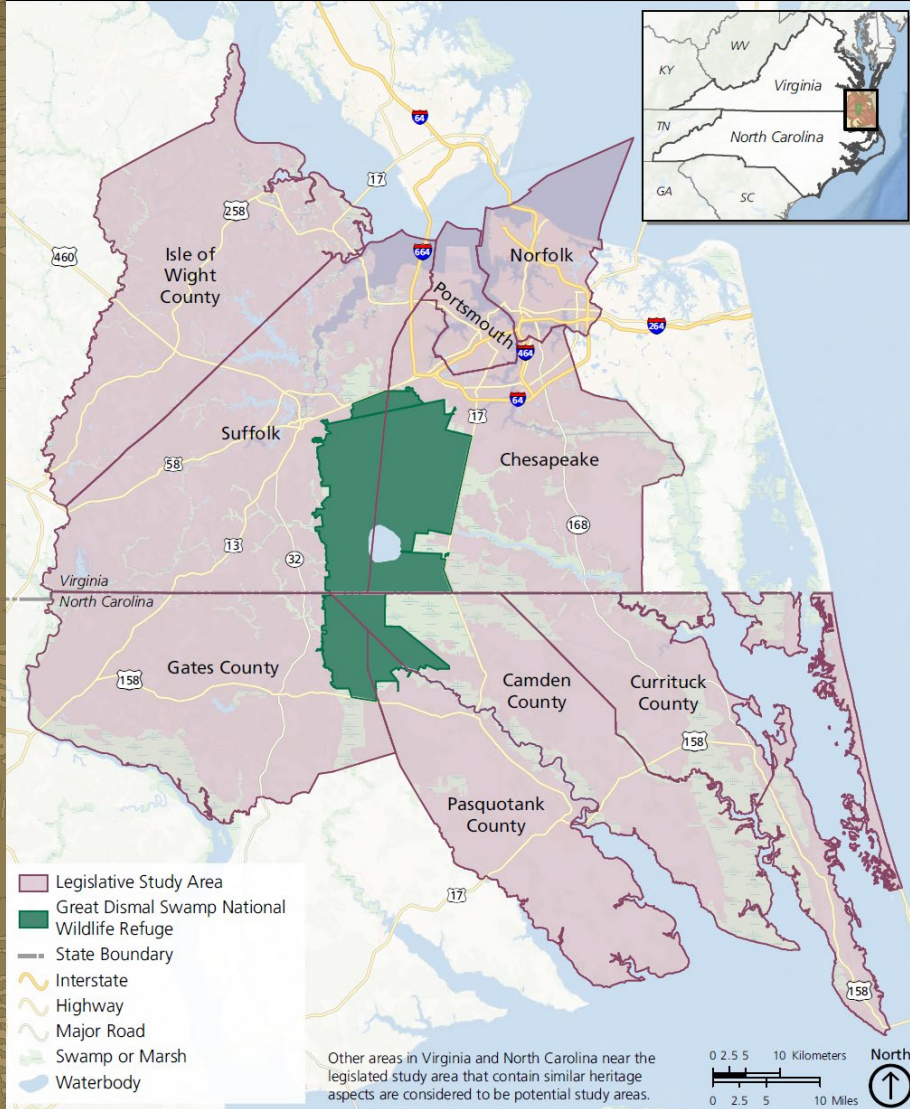 KY
WV
Virginia
TN
North Carolina
GA
SC
64
17
258
460
Isle of
Wight
County
664
Norfolk
Portsmouth
264
464
64
17
Suffolk
58
Chesapeake
168
13
32
Virginia
North Carolina
Gates County
158
Camden
County
Currituck
County
158
Pasquotank
County
17
158
Legislative Study Area
Great Dismal Swamp National
Wildlife Refuge
State Boundary
Interstate
Highway
Major Road
Swamp or Marsh
Waterbody
Other areas in Virginia and North Carolina near the
legislated study area that contain similar heritage
aspects are considered to be potential study areas.
0 2.5 5 10 Kilometers
0 2.5 5 10 Miles
North